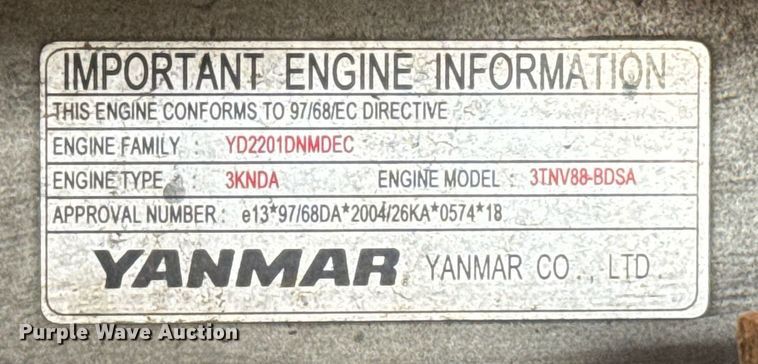 IMPORTANT ENGINE INFORMATION
THIS ENGINE CONFORMS TO 97/68/EC DIRECTIVE
ENGINE FAMILY : YD2201DNMDEC
ENGINE TYPE : 3KNDA ENGINE MODEL : 3TNV88-BDSA
APPROVAL NUMBER : e13*97/68DA*2004/26KA*0574*18
YANMAR YANMAR CO., LTD.
Purple Wave Auction